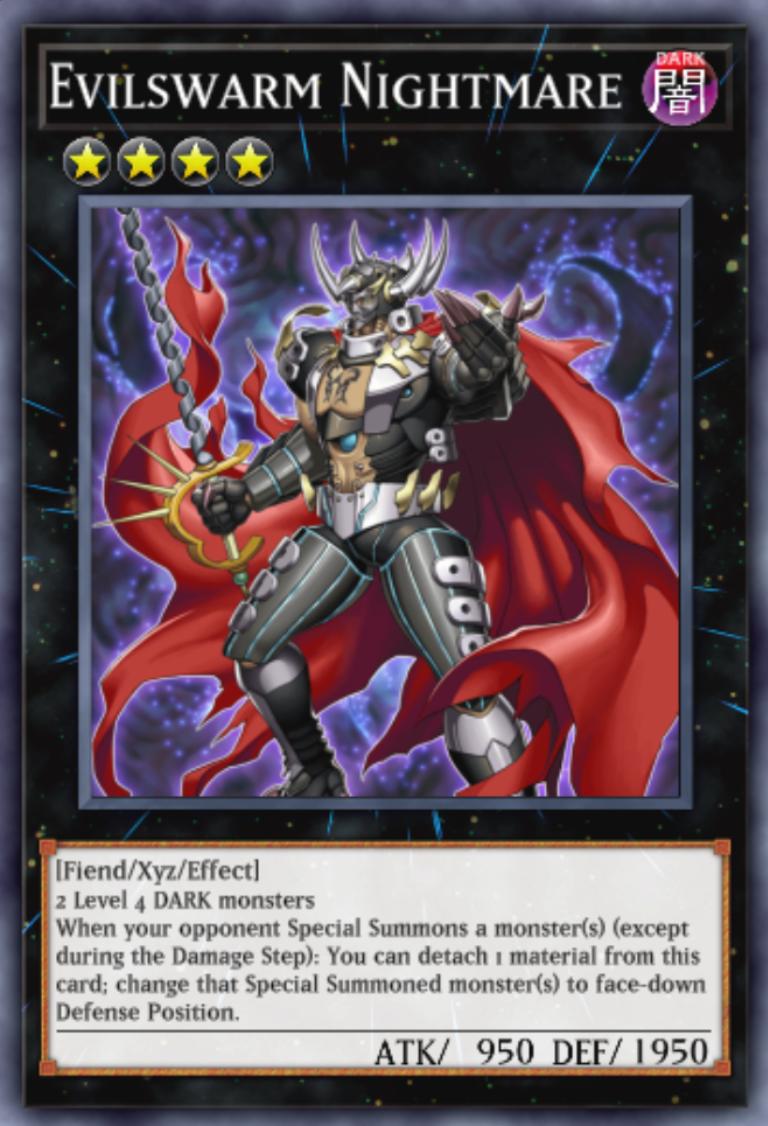 EVILSWARM NIGHTMARE
DARK
闇
[Fiend/Xyz/Effect]
2 Level 4 DARK monsters
When your opponent Special Summons a monster(s) (except
during the Damage Step): You can detach 1 material from this
card; change that Special Summoned monster(s) to face-down
Defense Position.
ATK/ 950 DEF/ 1950